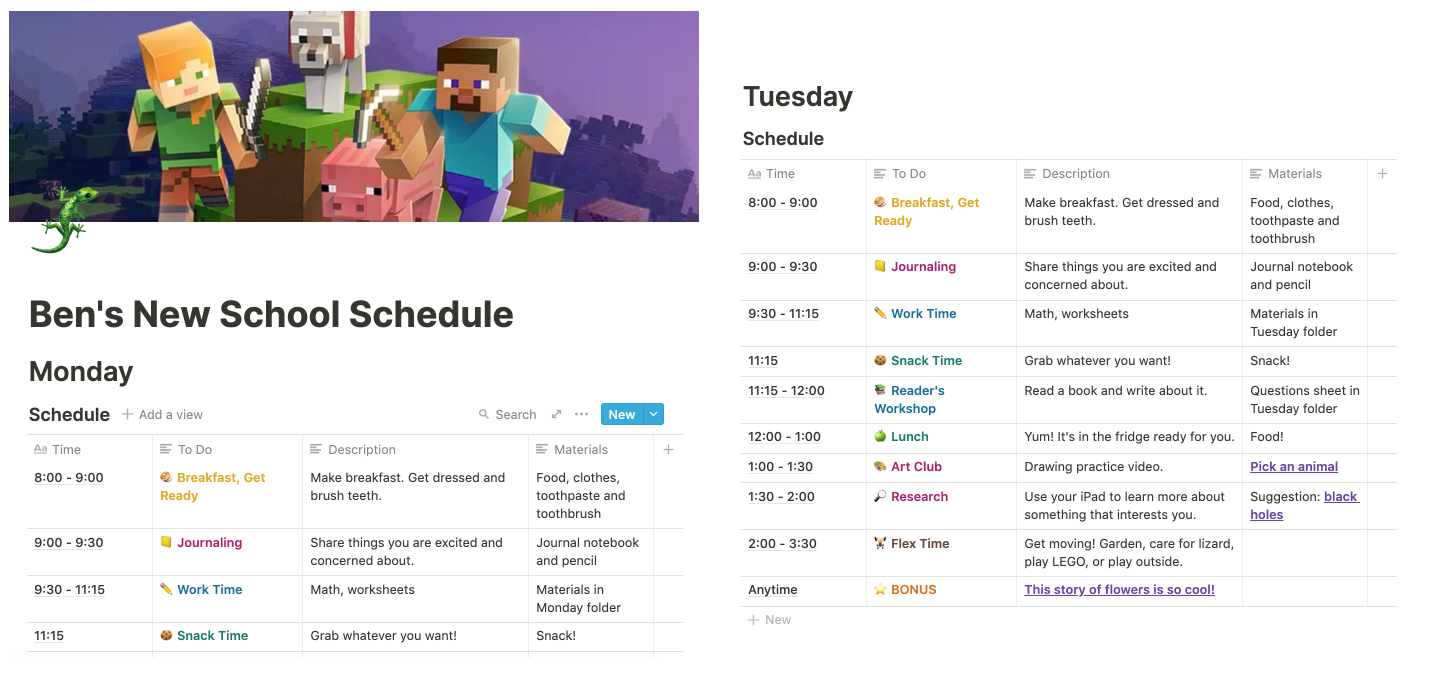 Ben's New School Schedule
Monday
Schedule + Add a view Search ••• New
Aa Time To Do Description Materials +
8:00 - 9:00 Breakfast, Get Make breakfast. Get dressed and Food, clothes,
Ready brush teeth. toothpaste and
toothbrush
9:00 - 9:30 Journaling Share things you are excited and Journal notebook
concerned about. and pencil
9:30 - 11:15 Work Time Math, worksheets Materials in
Monday folder
11:15 Snack Time Grab whatever you want! Snack!
Tuesday
Schedule
Aa Time To Do Description Materials +
8:00 - 9:00 Breakfast, Get Make breakfast. Get dressed and Food, clothes,
Ready brush teeth. toothpaste and
toothbrush
9:00 - 9:30 Journaling Share things you are excited and Journal notebook
concerned about. and pencil
9:30 - 11:15 Work Time Math, worksheets Materials in
Tuesday folder
11:15 Snack Time Grab whatever you want! Snack!
11:15 - 12:00 Reader's Read a book and write about it. Questions sheet in
Workshop Tuesday folder
12:00 - 1:00 Lunch Yum! It's in the fridge ready for you. Food!
1:00 - 1:30 Art Club Drawing practice video. Pick an animal
1:30 - 2:00 Research Use your iPad to learn more about Suggestion: black
something that interests you. holes
2:00 - 3:30 Flex Time Get moving! Garden, care for lizard,
play LEGO, or play outside.
Anytime BONUS This story of flowers is so cool!
+ New